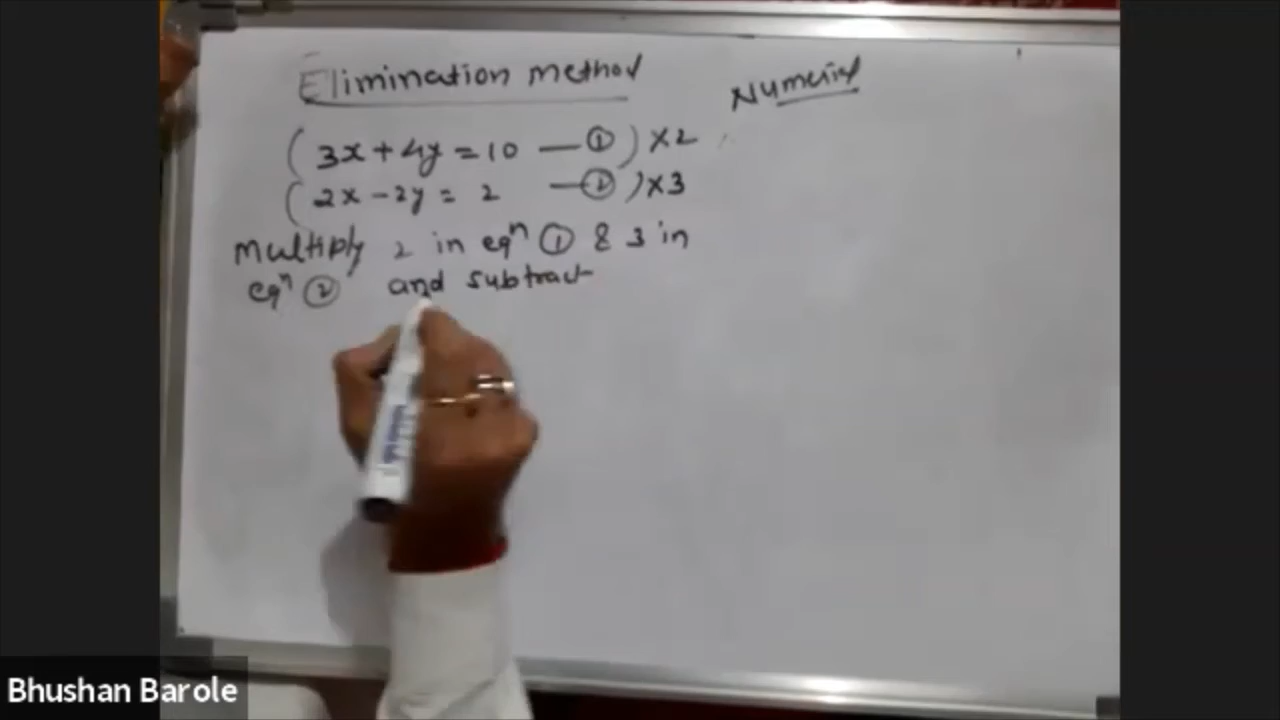 Elimination method
Numerical
(3x+4y=10 —①) ×2
(2x-2y= 2 —②) ×3
Multiply 2 in eqⁿ ① & 3 in
eqⁿ ② and subtract
Bhushan Barole